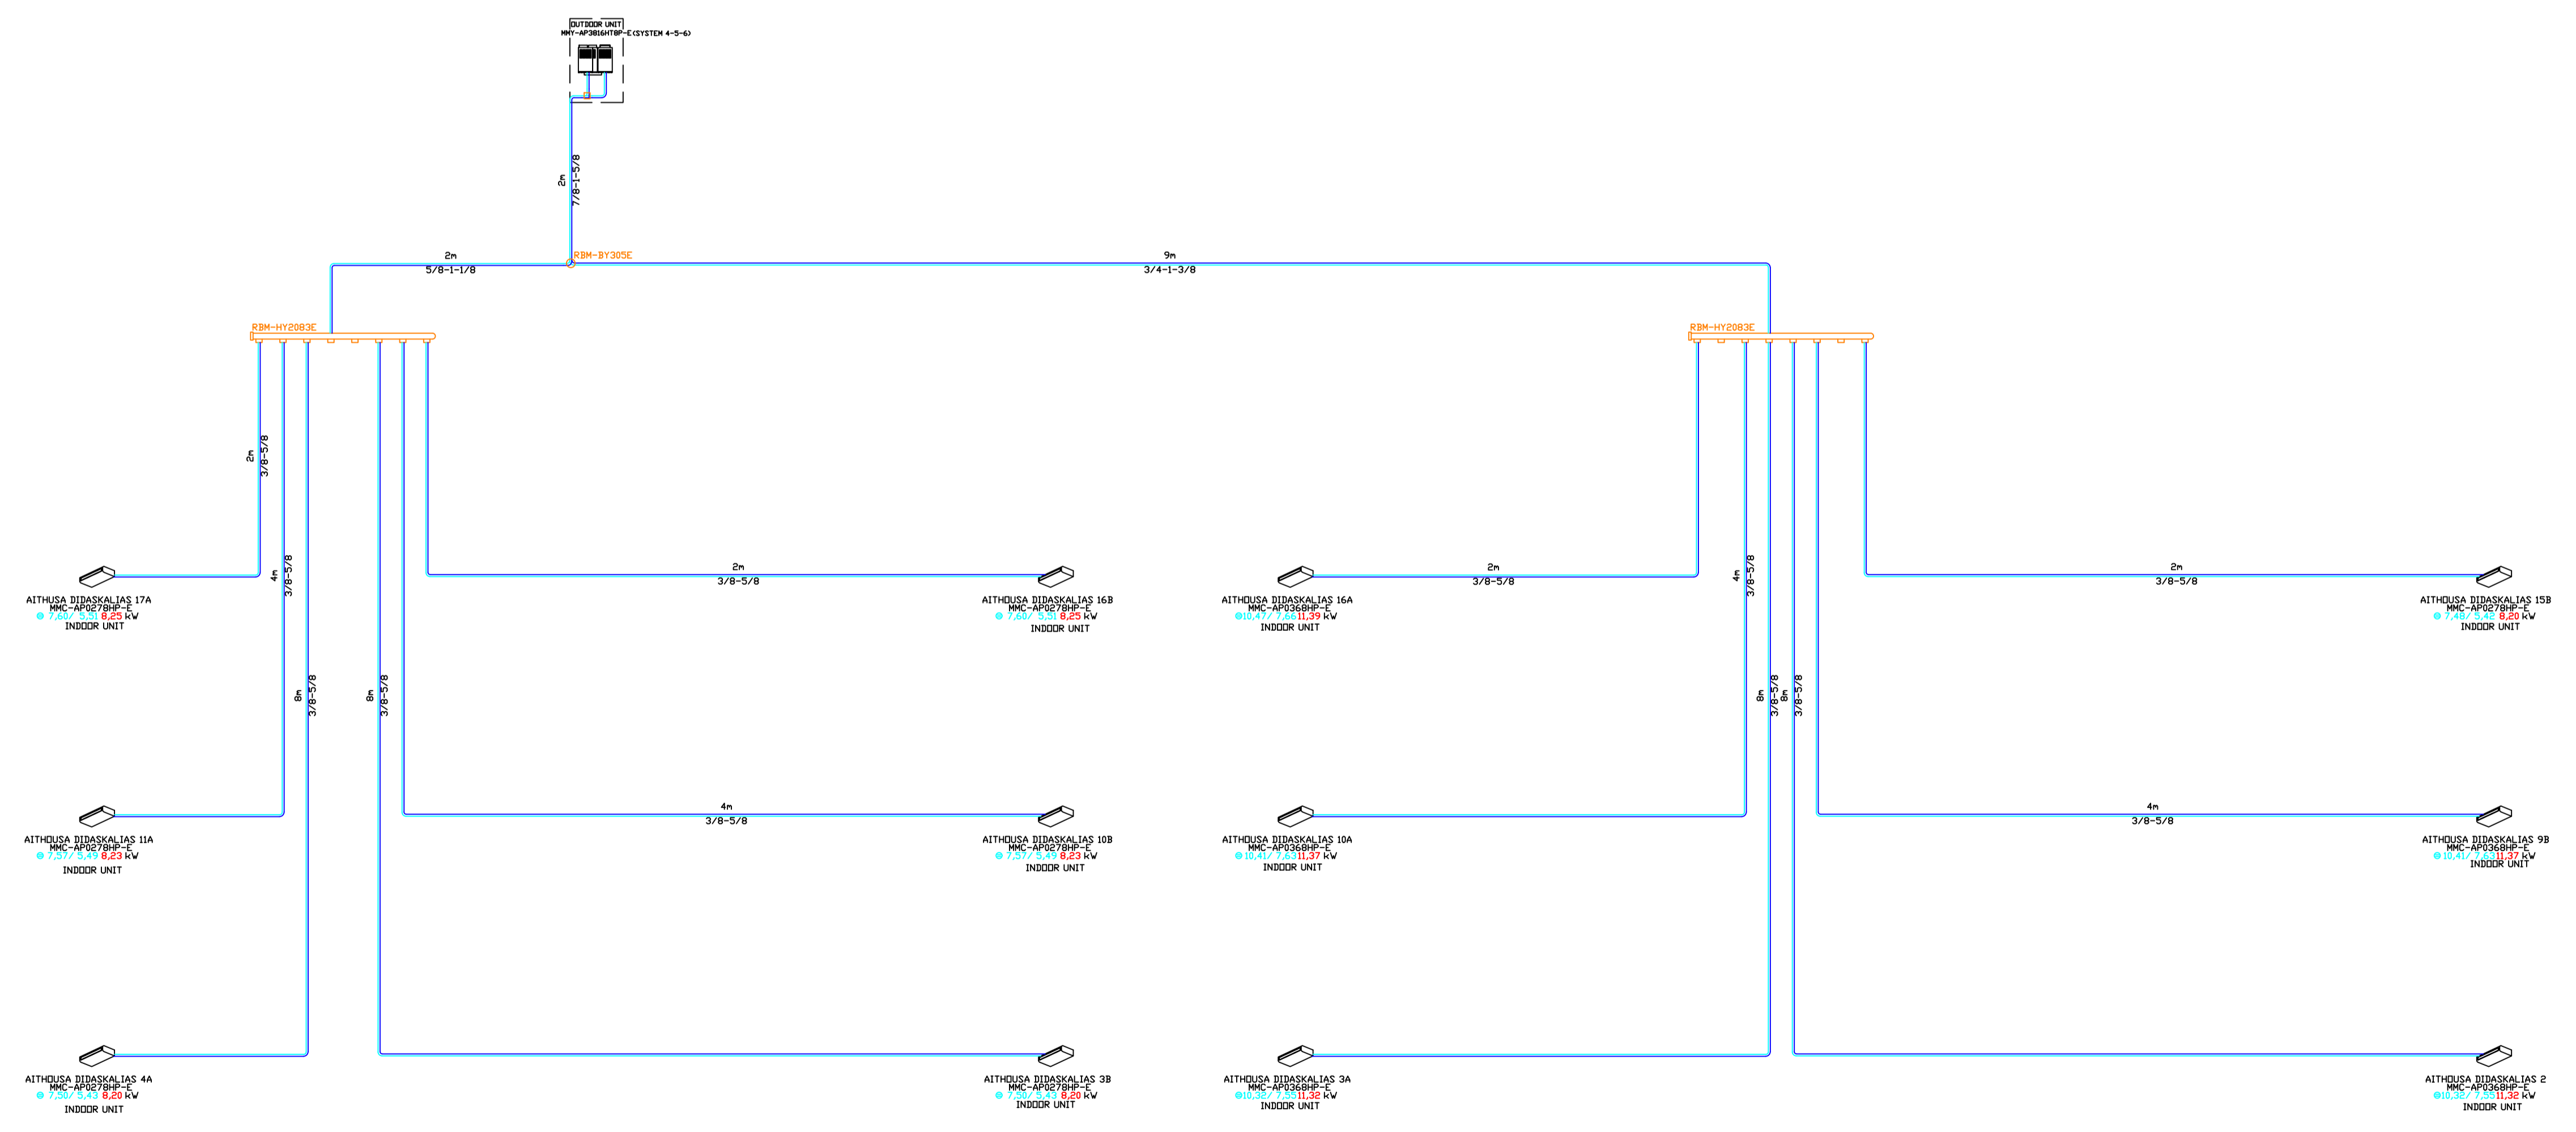 OUTDOOR UNIT
MMY-AP3816HT8P-E(SYSTEM 4-5-6)
2m
7/8-1-5/8
RBM-BY305E
2m
5/8-1-1/8
9m
3/4-1-3/8
RBM-HY2083E
RBM-HY2083E
2m
3/8-5/8
4m
3/8-5/8
8m
3/8-5/8
8m
3/8-5/8
2m
3/8-5/8
4m
3/8-5/8
2m
3/8-5/8
4m
3/8-5/8
8m
3/8-5/8
8m
3/8-5/8
2m
3/8-5/8
4m
3/8-5/8
AITHOUSA DIDASKALIAS 17A
MMC-AP0278HP-E
7,60/ 5,51 8,25 kW
INDOOR UNIT
AITHOUSA DIDASKALIAS 16B
MMC-AP0278HP-E
7,60/ 5,51 8,25 kW
INDOOR UNIT
AITHOUSA DIDASKALIAS 16A
MMC-AP0368HP-E
10,47/ 7,66 11,39 kW
INDOOR UNIT
AITHOUSA DIDASKALIAS 15B
MMC-AP0278HP-E
7,48/ 5,42 8,20 kW
INDOOR UNIT
AITHOUSA DIDASKALIAS 11A
MMC-AP0278HP-E
7,57/ 5,49 8,23 kW
INDOOR UNIT
AITHOUSA DIDASKALIAS 10B
MMC-AP0278HP-E
7,57/ 5,49 8,23 kW
INDOOR UNIT
AITHOUSA DIDASKALIAS 10A
MMC-AP0368HP-E
10,41/ 7,63 11,37 kW
INDOOR UNIT
AITHOUSA DIDASKALIAS 9B
MMC-AP0368HP-E
10,41/ 7,63 11,37 kW
INDOOR UNIT
AITHOUSA DIDASKALIAS 4A
MMC-AP0278HP-E
7,50/ 5,43 8,20 kW
INDOOR UNIT
AITHOUSA DIDASKALIAS 3B
MMC-AP0278HP-E
7,50/ 5,43 8,20 kW
INDOOR UNIT
AITHOUSA DIDASKALIAS 3A
MMC-AP0368HP-E
10,32/ 7,55 11,32 kW
INDOOR UNIT
AITHOUSA DIDASKALIAS 2
MMC-AP0368HP-E
10,32/ 7,55 11,32 kW
INDOOR UNIT